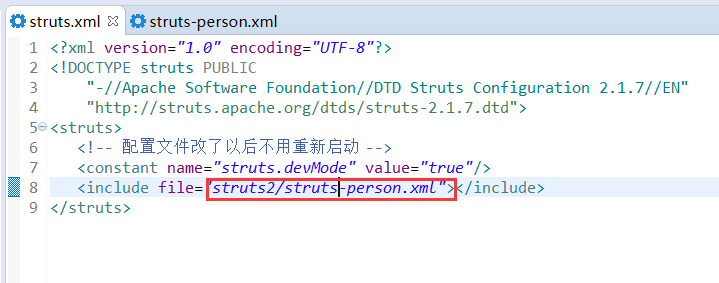 struts.xml struts-person.xml
1 <?xml version="1.0" encoding="UTF-8"?>
2 <!DOCTYPE struts PUBLIC
3 "-//Apache Software Foundation//DTD Struts Configuration 2.1.7//EN"
4 "http://struts.apache.org/dtds/struts-2.1.7.dtd">
5 <struts>
6 <!-- 配置文件改了以后不用重新启动 -->
7 <constant name="struts.devMode" value="true"/>
8 <include file="struts2/struts-person.xml"></include>
9 </struts>